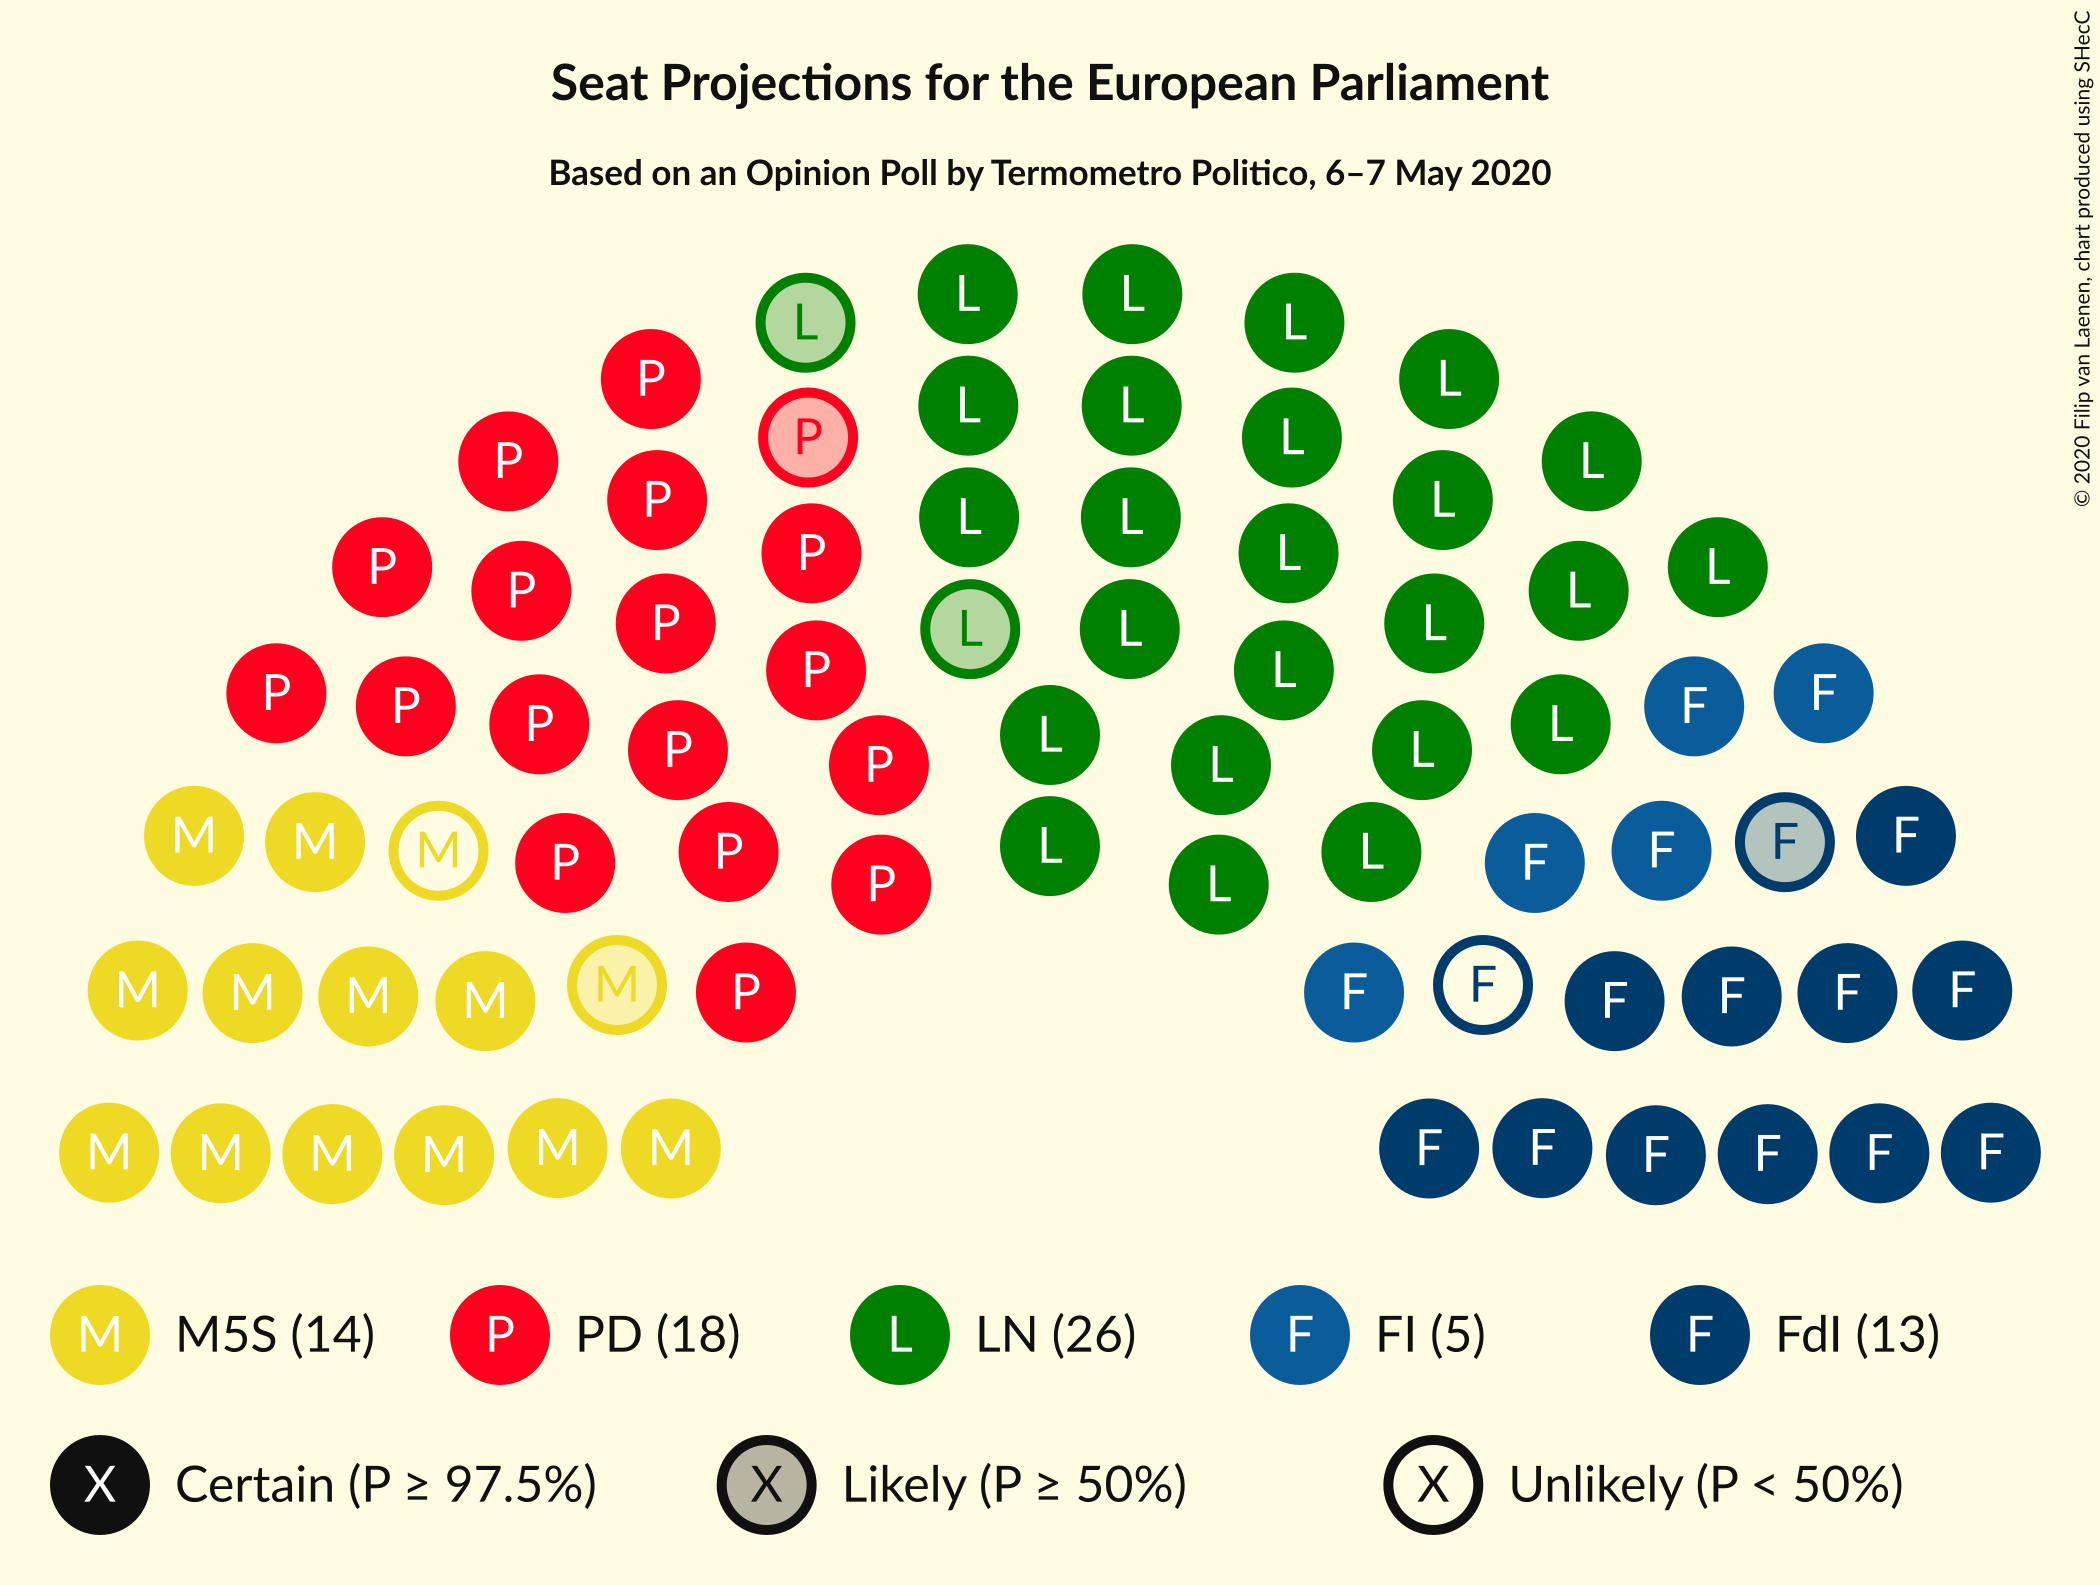 © 2020 Filip van Laenen, chart produced using SHecC
Seat Projections for the European Parliament
Based on an Opinion Poll by Termometro Politico, 6–7 May 2020
L L L L
P P L L L L
P P L L L L
P P P L L L
P L L L
P P P P L L F F
P P L L L
M M M P P P L L L F F F F
M M M M M P F F F F F F
M M M M M M F F F F F F
M M5S (14) P PD (18) L LN (26) F FI (5) F FdI (13)
X Certain (P ≥ 97.5%) X Likely (P ≥ 50%) X Unlikely (P < 50%)